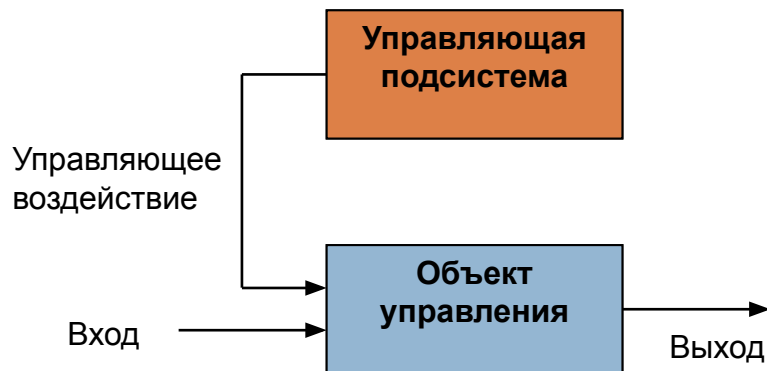 Управляющая
подсистема
Управляющее
воздействие
Объект
управления
Вход
Выход